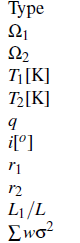 Type
Ω₁
Ω₂
T₁[K]
T₂[K]
q
i[º]
r₁
r₂
L₁/L
∑wσ²